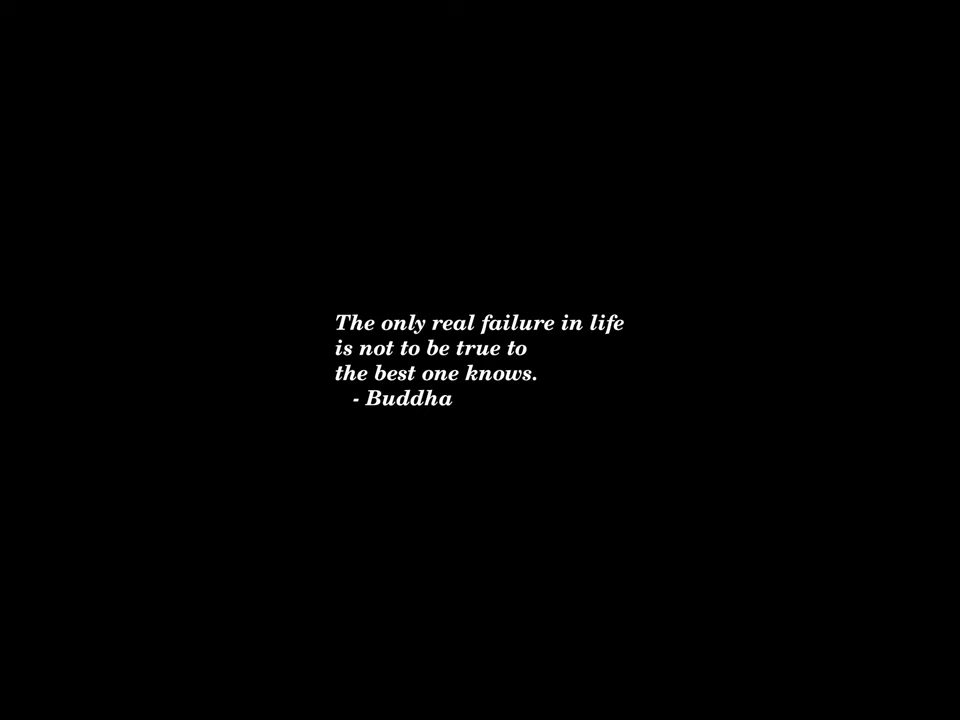 The only real failure in life
is not to be true to
the best one knows.
- Buddha